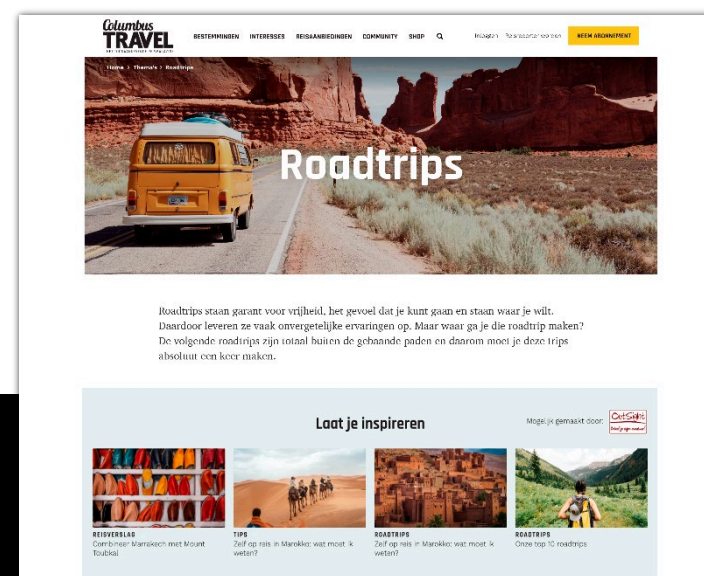 Columbus
TRAVEL
BESTEMMINGEN INTERESSES REISAANBIEDINGEN COMMUNITY SHOP
Inloggen NEEM ABONNEMENT
Home > Thema's > Roadtrips
Roadtrips
Roadtrips staan garant voor vrijheid, het gevoel dat je kunt gaan en staan waar je wilt.
Daardoor leveren ze vaak onvergetelijke ervaringen op. Maar waar ga je die roadtrip maken?
De volgende roadtrips zijn totaal buiten de gebaande paden en daarom moet je deze trips
absoluut een keer maken.
Laat je inspireren
Mogelijk gemaakt door:
OutSight
REISVERSLAG
Combineer Marrakech met Mount
Toubkal
TIPS
Zelf op reis in Marokko: wat moet ik
weten?
ROADTRIPS
Zelf op reis in Marokko: wat moet ik
weten?
ROADTRIPS
Onze top 10 roadtrips